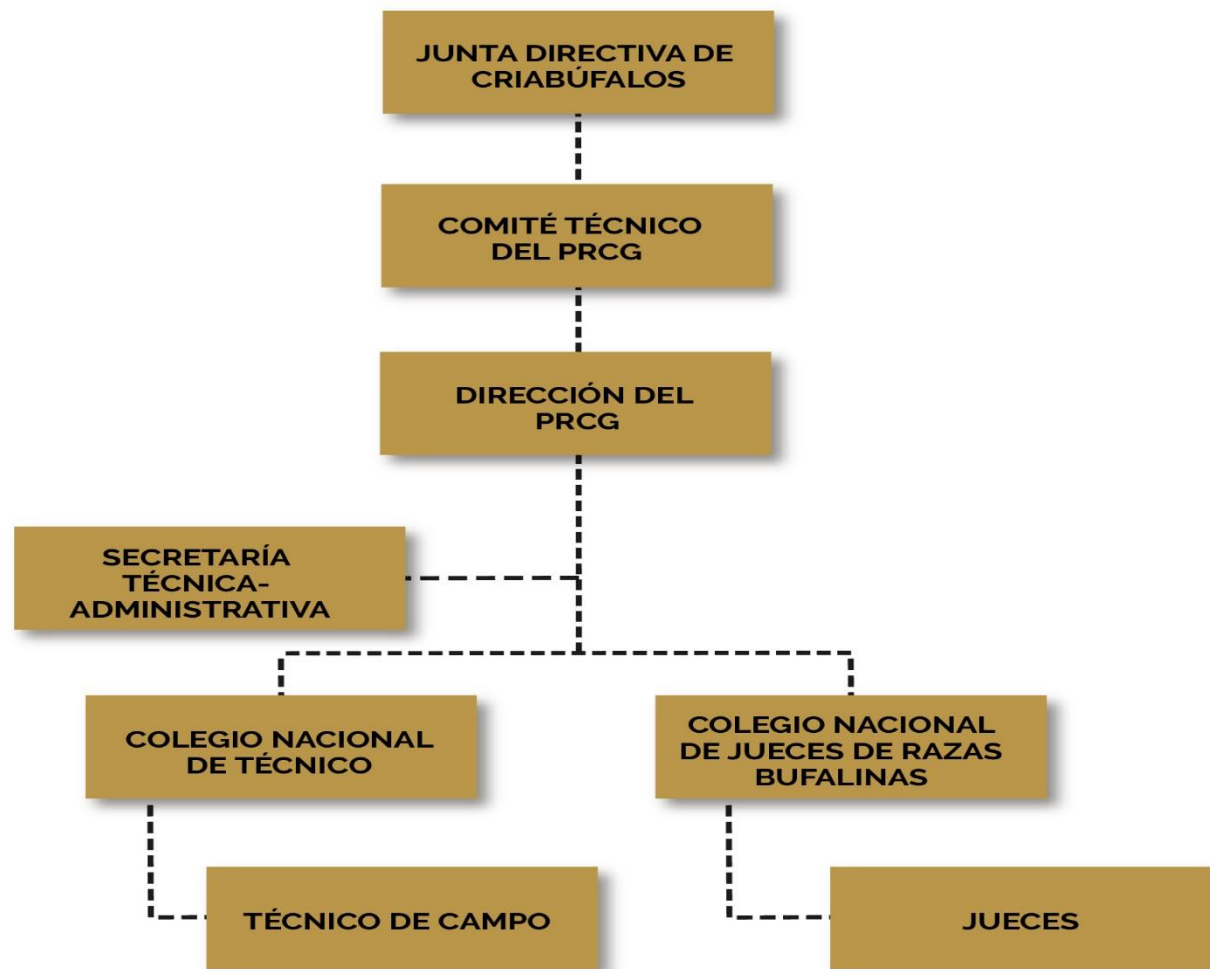 JUNTA DIRECTIVA DE
CRIABÚFALOS
COMITÉ TÉCNICO
DEL PRCG
DIRECCIÓN DEL
PRCG
SECRETARÍA
TÉCNICA-
ADMINISTRATIVA
COLEGIO NACIONAL
DE TÉCNICO
COLEGIO NACIONAL
DE JUECES DE RAZAS
BUFALINAS
TÉCNICO DE CAMPO
JUECES